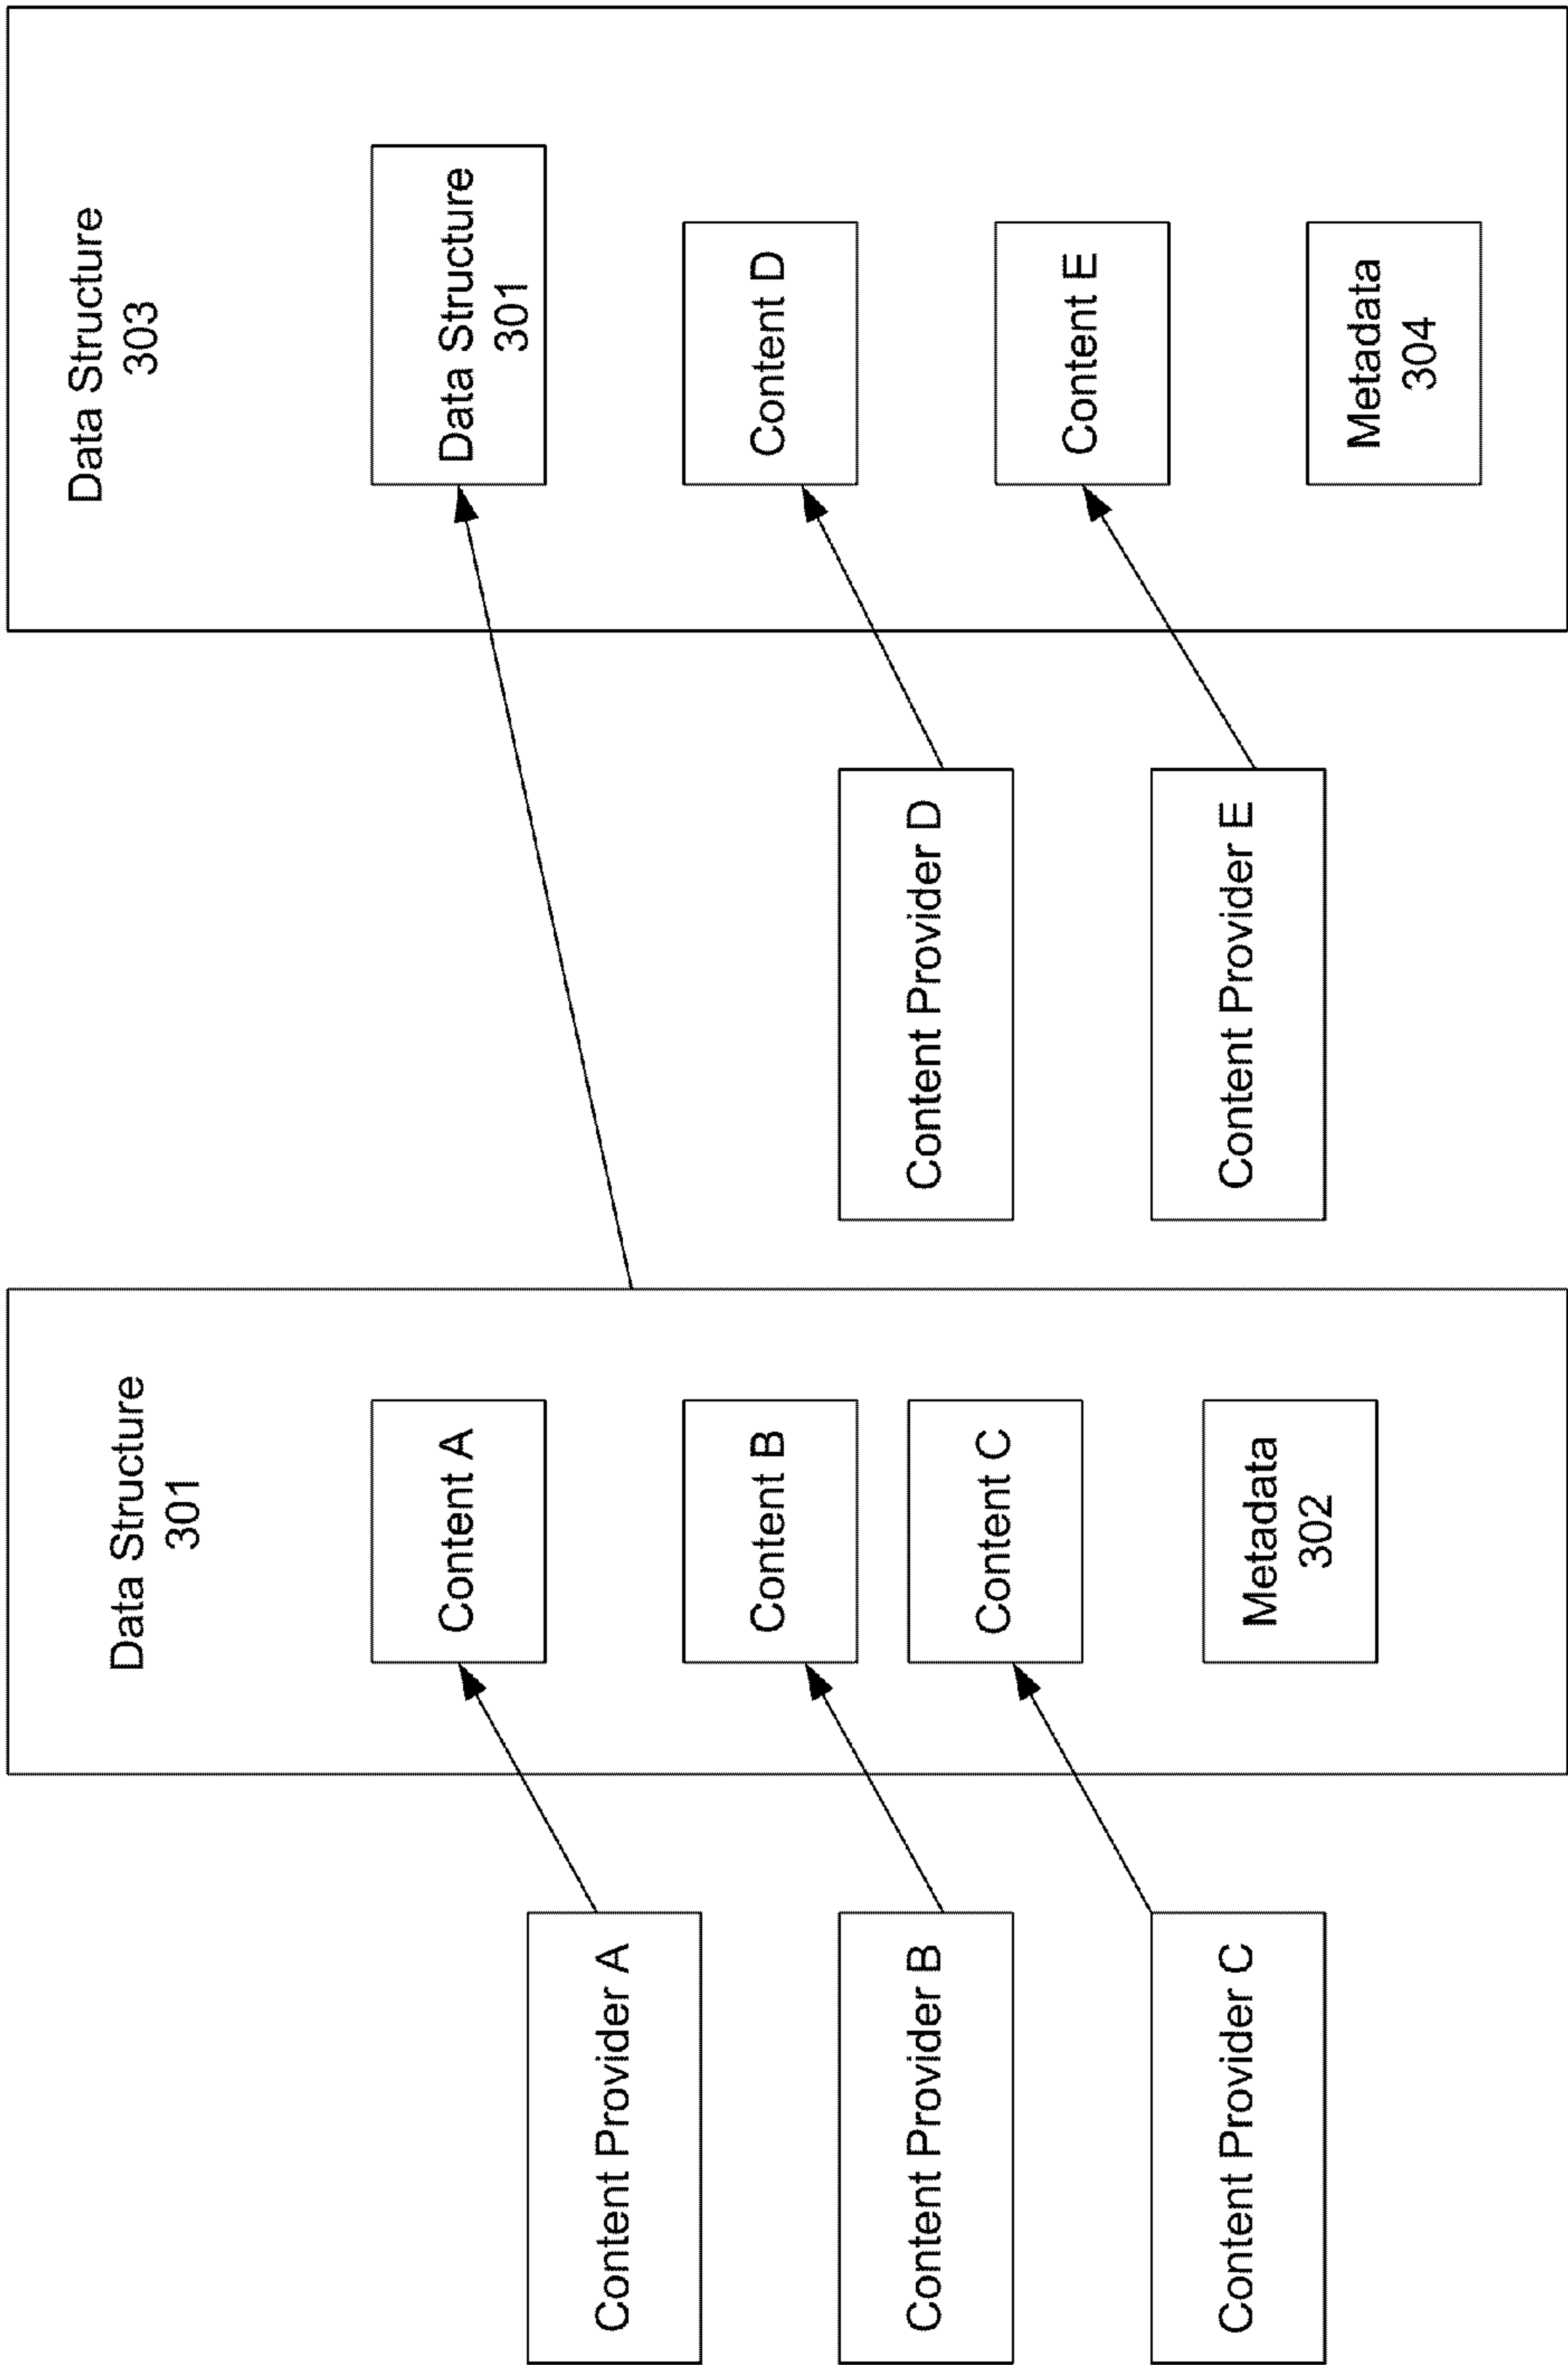 Content Provider A
Content Provider B
Content Provider C
Data Structure
301
Content A
Content B
Content C
Metadata
302
Content Provider D
Content Provider E
Data Structure
303
Data Structure
301
Content D
Content E
Metadata
304